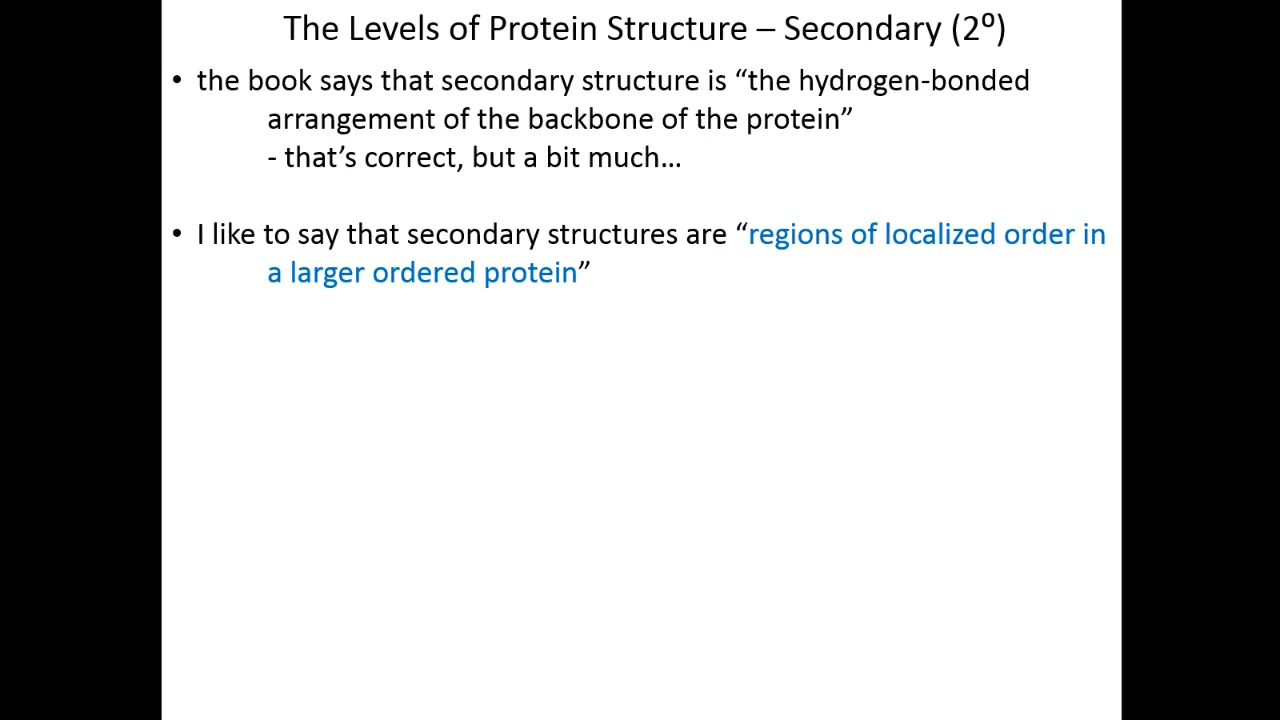 The Levels of Protein Structure – Secondary (2⁰)
• the book says that secondary structure is “the hydrogen-bonded
arrangement of the backbone of the protein”
- that’s correct, but a bit much…
• I like to say that secondary structures are “regions of localized order in
a larger ordered protein”